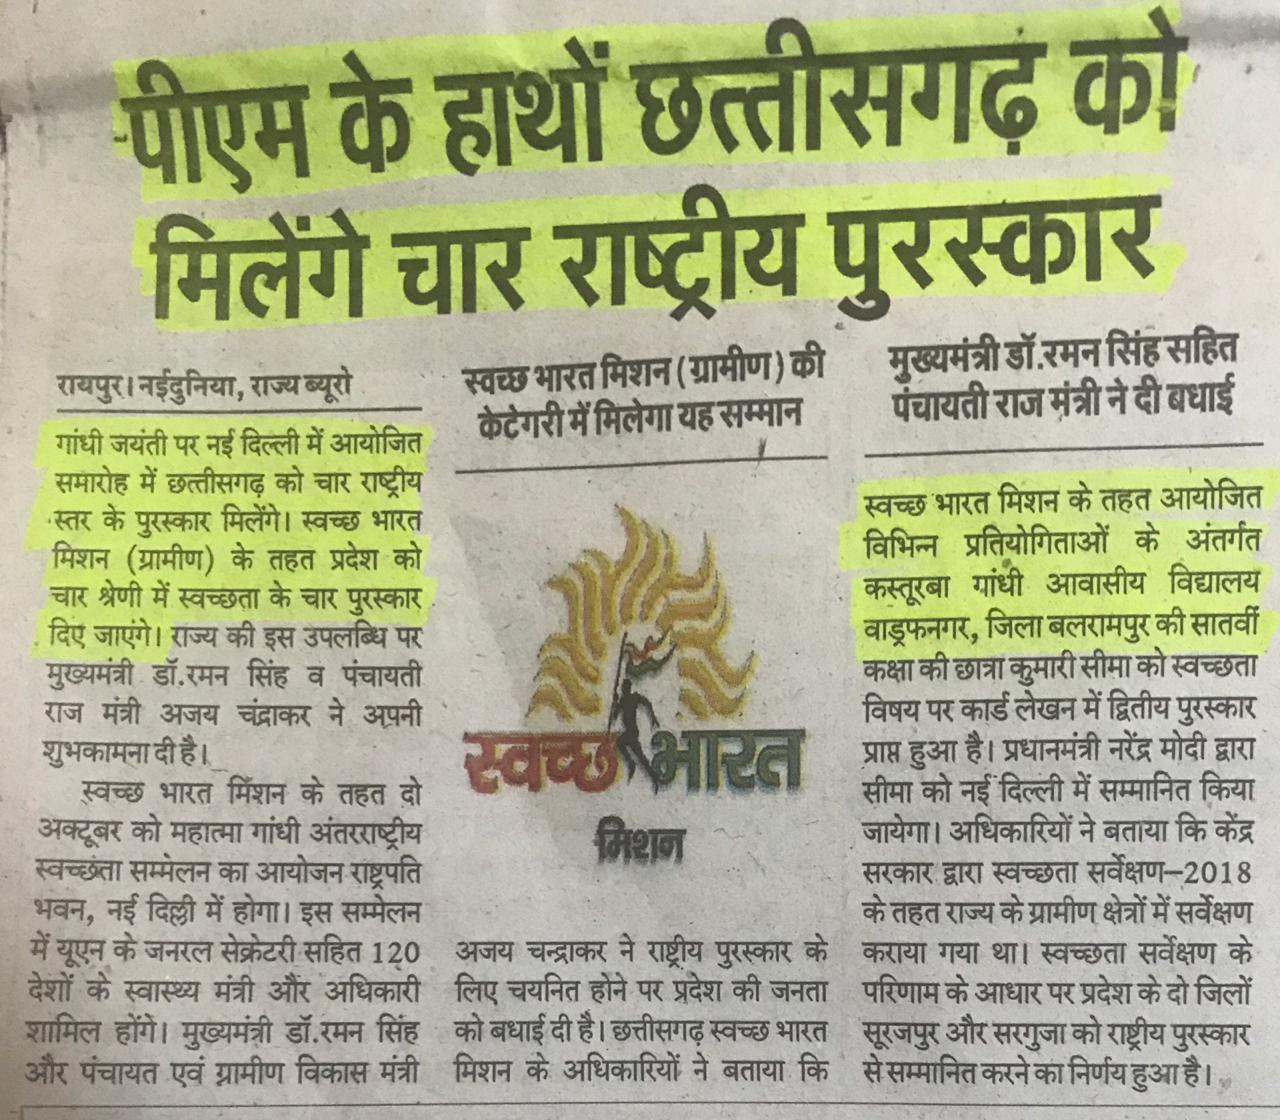 पीएम के हाथों छत्तीसगढ़ को
मिलेंगे चार राष्ट्रीय पुरस्कार
रायपुर। नईदुनिया, राज्य ब्यूरो
गांधी जयंती पर नई दिल्ली में आयोजित
समारोह में छत्तीसगढ़ को चार राष्ट्रीय
स्तर के पुरस्कार मिलेंगे। स्वच्छ भारत
मिशन (ग्रामीण) के तहत प्रदेश को
चार श्रेणी में स्वच्छता के चार पुरस्कार
दिए जाएंगे। राज्य की इस उपलब्धि पर
मुख्यमंत्री डॉ.रमन सिंह व पंचायती
राज मंत्री अजय चंद्राकर ने अपनी
शुभकामना दी है।
स्वच्छ भारत मिशन के तहत दो
अक्टूबर को महात्मा गांधी अंतरराष्ट्रीय
स्वच्छता सम्मेलन का आयोजन राष्ट्रपति
भवन, नई दिल्ली में होगा। इस सम्मेलन
में यूएन के जनरल सेक्रेटरी सहित 120
देशों के स्वास्थ्य मंत्री और अधिकारी
शामिल होंगे। मुख्यमंत्री डॉ.रमन सिंह
और पंचायत एवं ग्रामीण विकास मंत्री
स्वच्छ भारत मिशन (ग्रामीण) की
केटेगरी में मिलेगा यह सम्मान
स्वच्छ भारत
मिशन
अजय चन्द्राकर ने राष्ट्रीय पुरस्कार के
लिए चयनित होने पर प्रदेश की जनता
को बधाई दी है। छत्तीसगढ़ स्वच्छ भारत
मिशन के अधिकारियों ने बताया कि
मुख्यमंत्री डॉ.रमन सिंह सहित
पंचायती राज मंत्री ने दी बधाई
स्वच्छ भारत मिशन के तहत आयोजित
विभिन्न प्रतियोगिताओं के अंतर्गत
कस्तूरबा गांधी आवासीय विद्यालय
वाड्रफनगर, जिला बलरामपुर की सातवीं
कक्षा की छात्रा कुमारी सीमा को स्वच्छता
विषय पर कार्ड लेखन में द्वितीय पुरस्कार
प्राप्त हुआ है। प्रधानमंत्री नरेंद्र मोदी द्वारा
सीमा को नई दिल्ली में सम्मानित किया
जायेगा। अधिकारियों ने बताया कि केंद्र
सरकार द्वारा स्वच्छता सर्वेक्षण–2018
के तहत राज्य के ग्रामीण क्षेत्रों में सर्वेक्षण
कराया गया था। स्वच्छता सर्वेक्षण के
परिणाम के आधार पर प्रदेश के दो जिलों
सूरजपुर और सरगुजा को राष्ट्रीय पुरस्कार
से सम्मानित करने का निर्णय हुआ है।